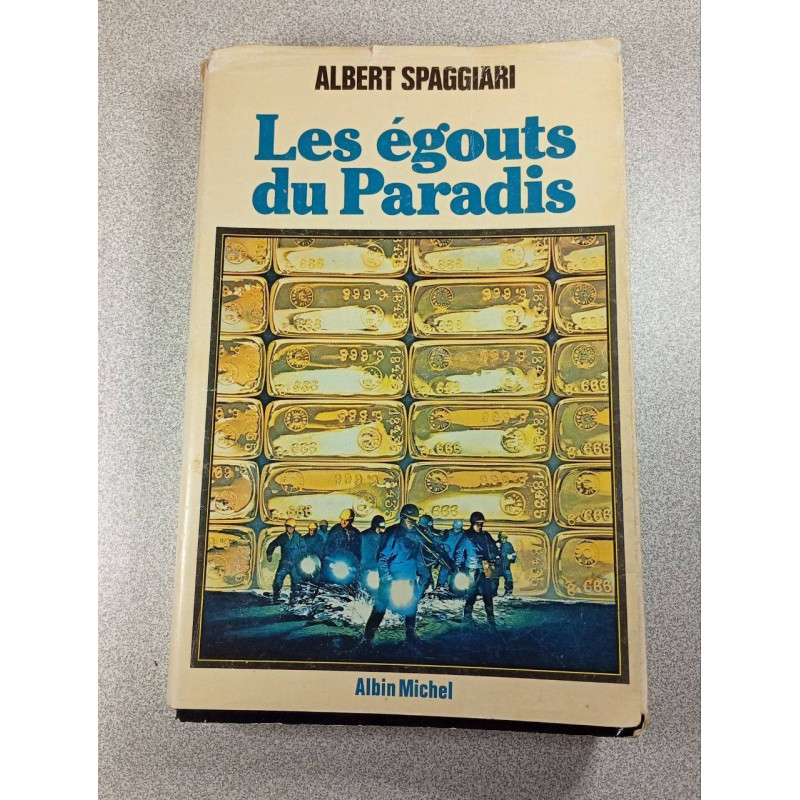 ALBERT SPAGGIARI
Les égouts
du Paradis
Albin Michel